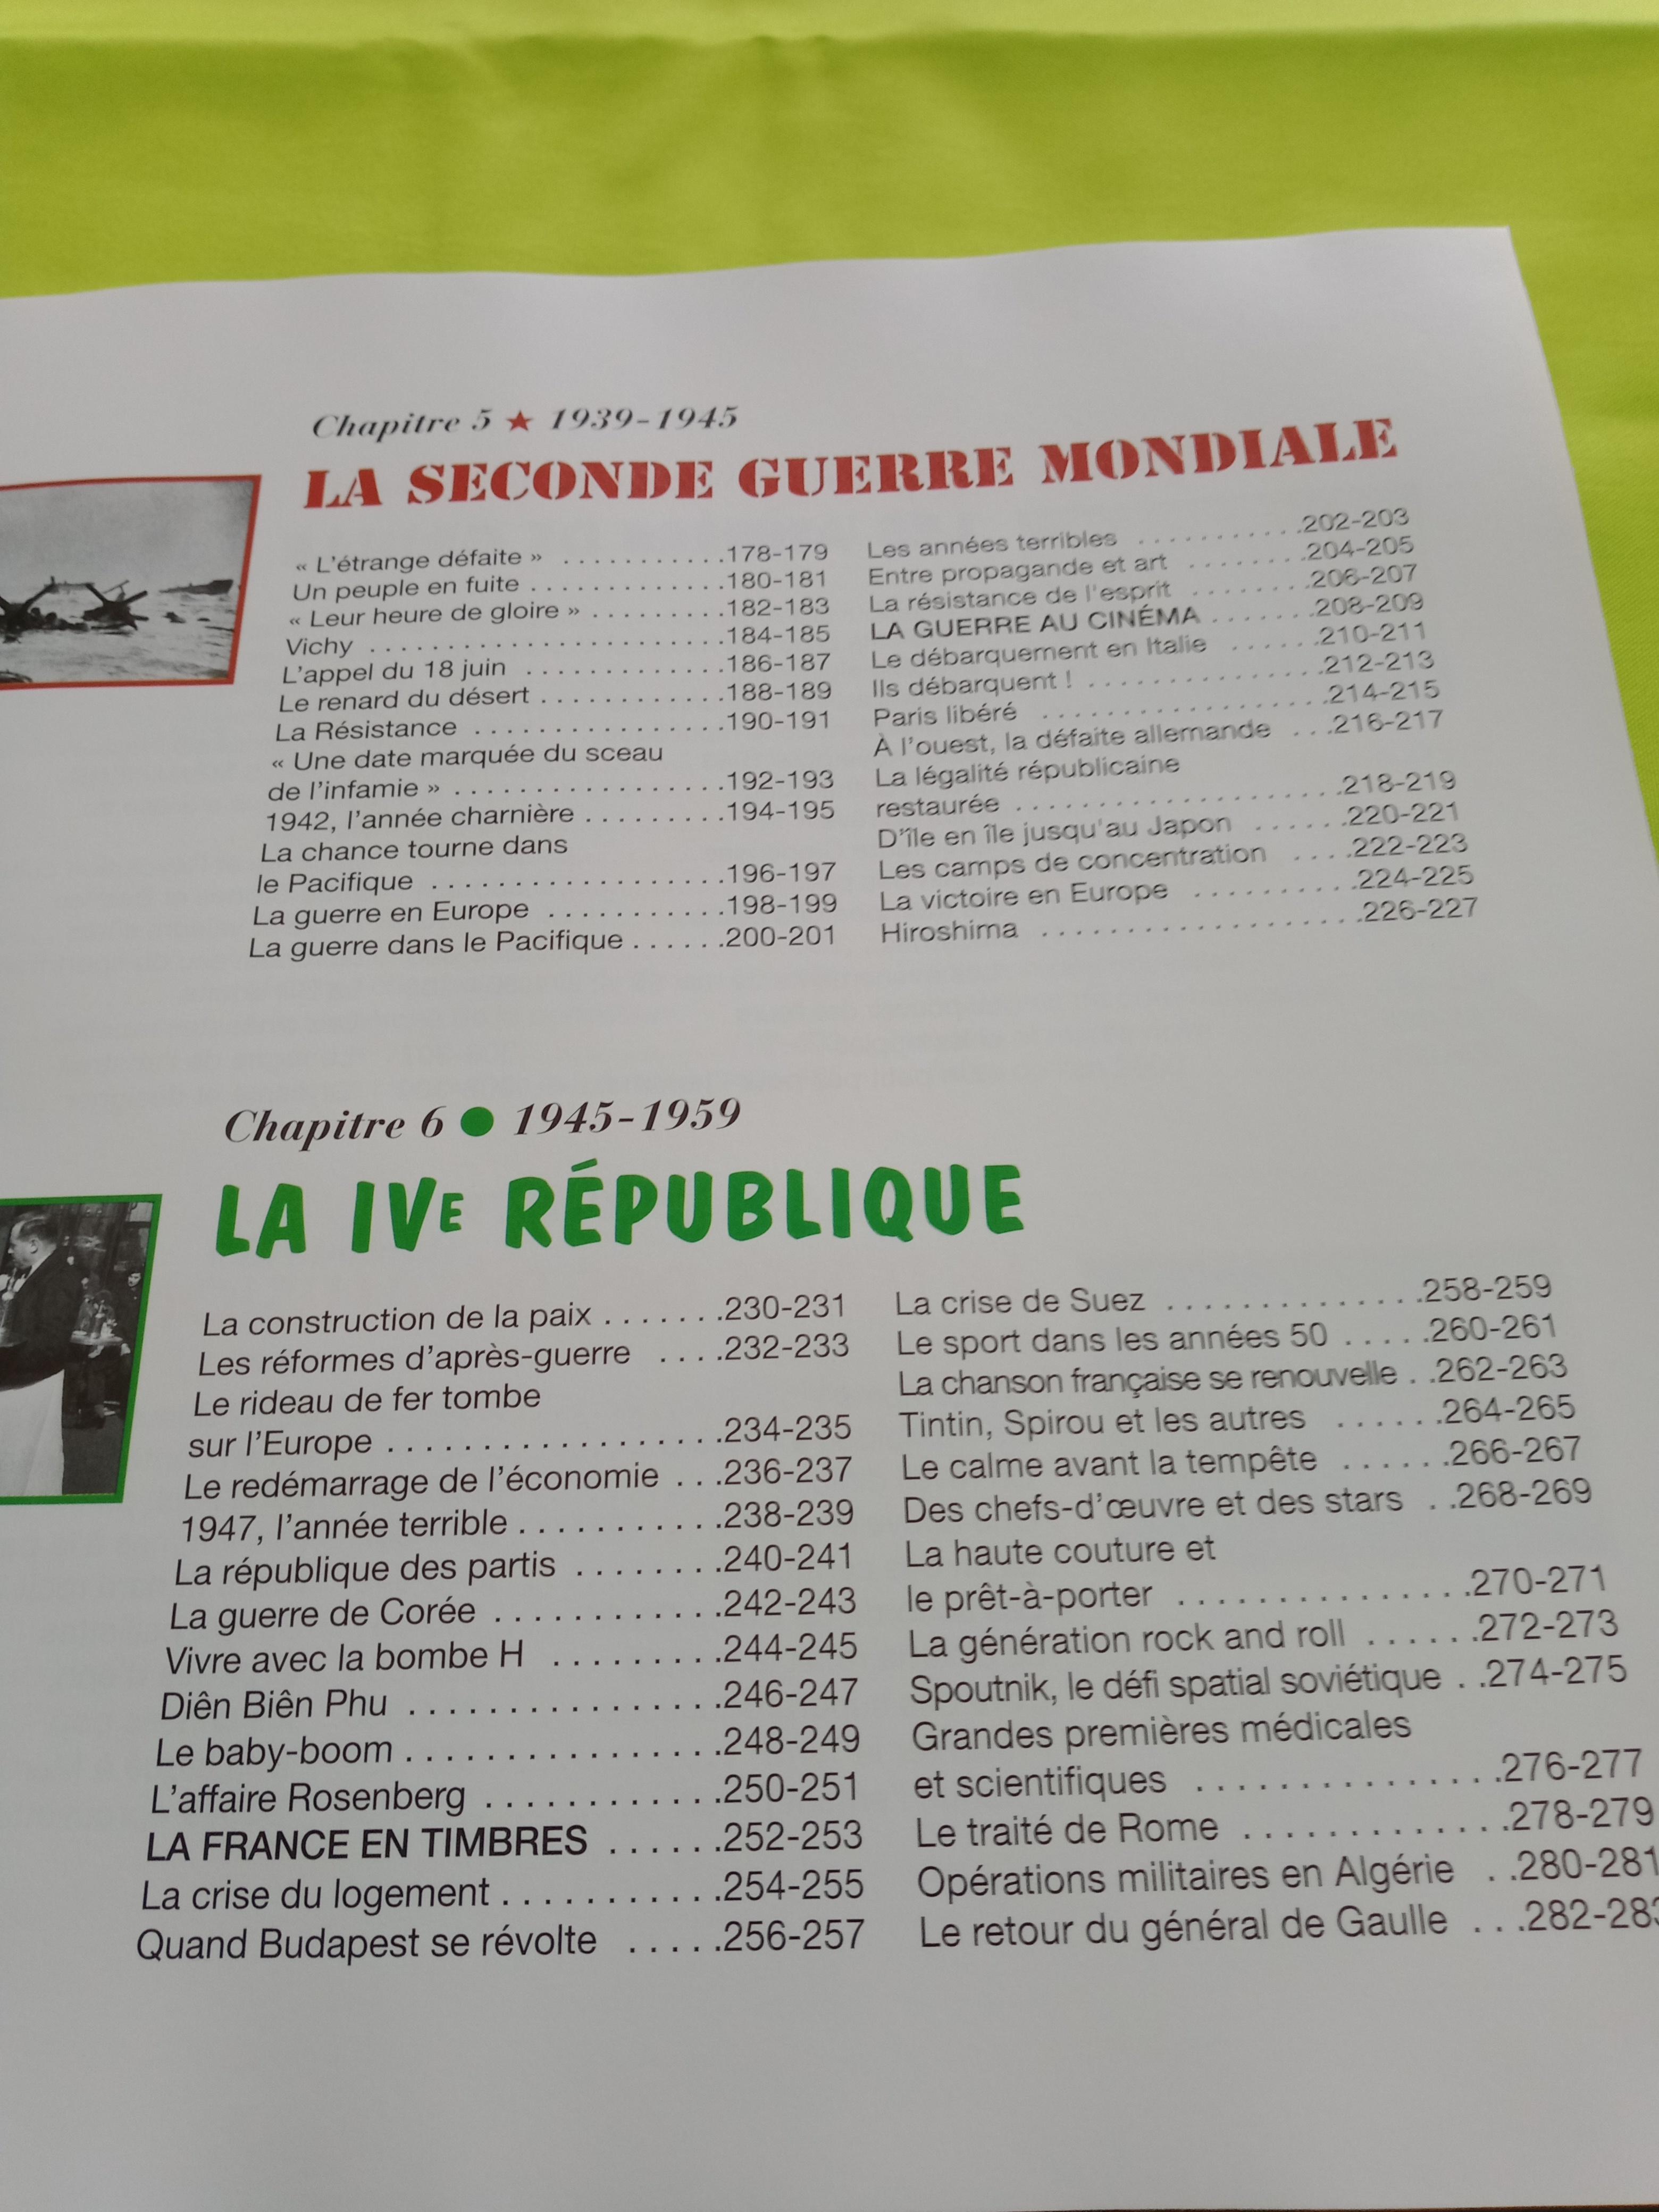 Chapitre 5 ★ 1939-1945
LA SECONDE GUERRE MONDIALE
« L'étrange défaite » ...........178-179
Un peuple en fuite .............180-181
« Leur heure de gloire » .........182-183
Vichy ........................184-185
L'appel du 18 juin .............186-187
Le renard du désert ............188-189
La Résistance .................190-191
« Une date marquée du sceau
de l'infamie » ..................192-193
1942, l'année charnière .........194-195
La chance tourne dans
le Pacifique ...................196-197
La guerre en Europe ............198-199
La guerre dans le Pacifique ......200-201
Les années terribles ...........202-203
Entre propagande et art ........204-205
La résistance de l'esprit ........206-207
LA GUERRE AU CINÉMA .......208-209
Le débarquement en Italie ......210-211
Ils débarquent ! ...............212-213
Paris libéré ...................214-215
À l'ouest, la défaite allemande ...216-217
La légalité républicaine
restaurée .....................218-219
D'île en île jusqu'au Japon ......220-221
Les camps de concentration ....222-223
La victoire en Europe ..........224-225
Hiroshima ...................226-227
Chapitre 6 ● 1945-1959
LA IVE RÉPUBLIQUE
La construction de la paix .......230-231
Les réformes d'après-guerre ....232-233
Le rideau de fer tombe
sur l'Europe ..................234-235
Le redémarrage de l'économie ...236-237
1947, l'année terrible ...........238-239
La république des partis ........240-241
La guerre de Corée ............242-243
Vivre avec la bombe H .........244-245
Diên Biên Phu ................246-247
Le baby-boom ................248-249
L'affaire Rosenberg ............250-251
LA FRANCE EN TIMBRES ......252-253
La crise du logement ...........254-255
Quand Budapest se révolte .....256-257
La crise de Suez ..............258-259
Le sport dans les années 50 .....260-261
La chanson française se renouvelle ..262-263
Tintin, Spirou et les autres ......264-265
Le calme avant la tempête ......266-267
Des chefs-d'œuvre et des stars ..268-269
La haute couture et
le prêt-à-porter ...............270-271
La génération rock and roll ......272-273
Spoutnik, le défi spatial soviétique ..274-275
Grandes premières médicales
et scientifiques ...............276-277
Le traité de Rome .............278-279
Opérations militaires en Algérie ..280-281
Le retour du général de Gaulle ...282-283